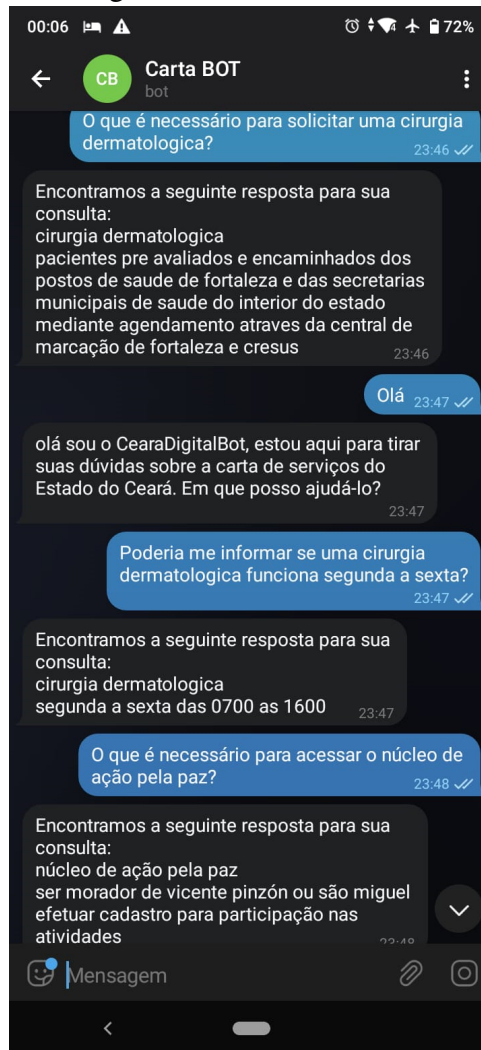 00:06 72%
CB Carta BOT
bot
O que é necessário para solicitar uma cirurgia
dermatologica?
23:46
Encontramos a seguinte resposta para sua
consulta:
cirurgia dermatologica
pacientes pre avaliados e encaminhados dos
postos de saude de fortaleza e das secretarias
municipais de saude do interior do estado
mediante agendamento atraves da central de
marcação de fortaleza e cresus
23:46
Olá 23:47
olá sou o CearaDigitalBot, estou aqui para tirar
suas dúvidas sobre a carta de serviços do
Estado do Ceará. Em que posso ajudá-lo?
23:47
Poderia me informar se uma cirurgia
dermatologica funciona segunda a sexta?
23:47
Encontramos a seguinte resposta para sua
consulta:
cirurgia dermatologica
segunda a sexta das 0700 as 1600 23:47
O que é necessário para acessar o núcleo de
ação pela paz?
23:48
Encontramos a seguinte resposta para sua
consulta:
núcleo de ação pela paz
ser morador de vicente pinzón ou são miguel
efetuar cadastro para participação nas
atividades 23:48
Mensagem